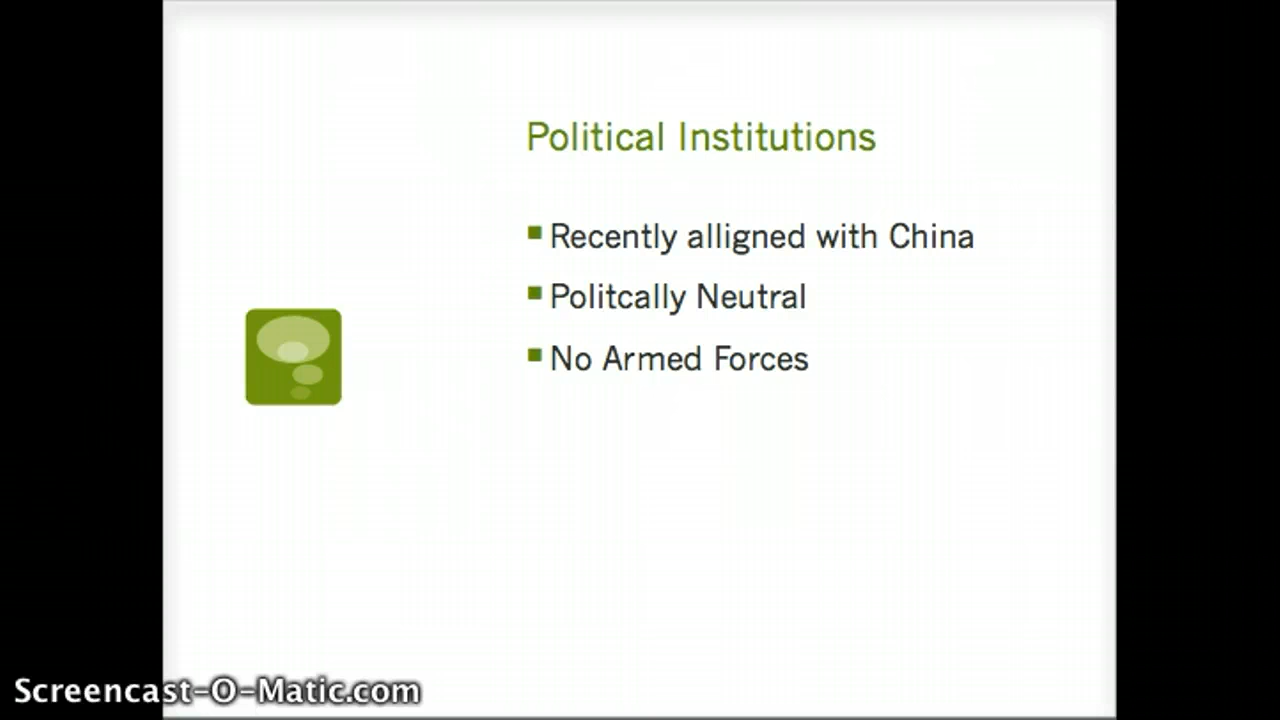 Political Institutions
Recently alligned with China
Politcally Neutral
No Armed Forces
Screencast-O-Matic.com